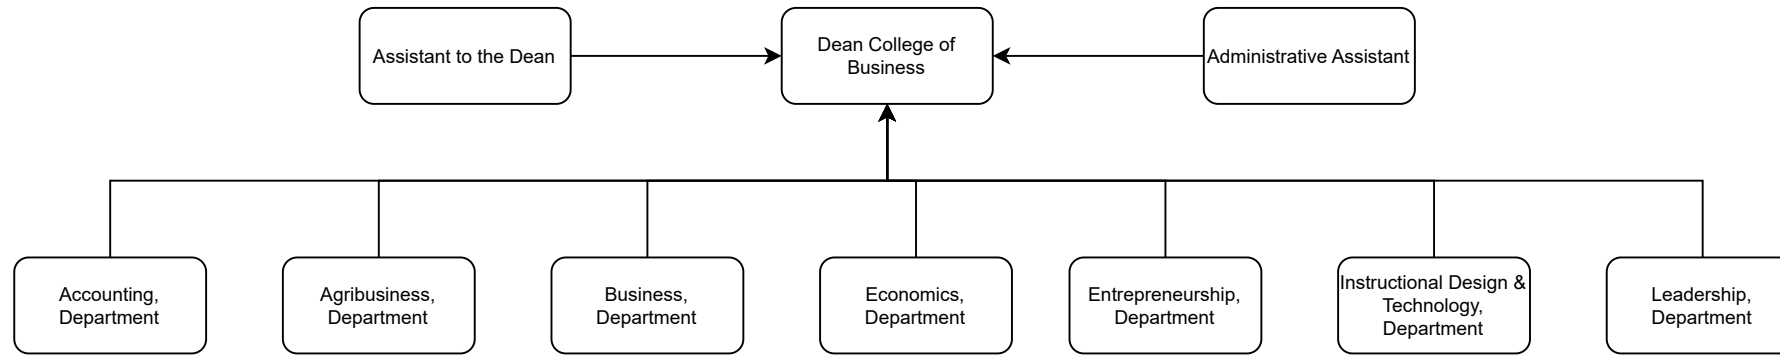 Assistant to the Dean
Dean College of
Business
Administrative Assistant
Accounting,
Department
Agribusiness,
Department
Business,
Department
Economics,
Department
Entrepreneurship,
Department
Instructional Design &
Technology,
Department
Leadership,
Department